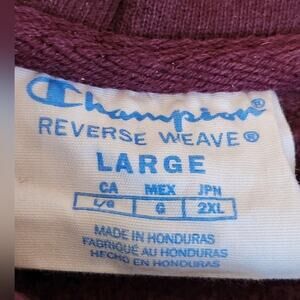 Champion®
REVERSE WEAVE®
LARGE
CA MEX JPN
L/G G 2XL
MADE IN HONDURAS
FABRIQUÉ AU HONDURAS
HECHO EN HONDURAS